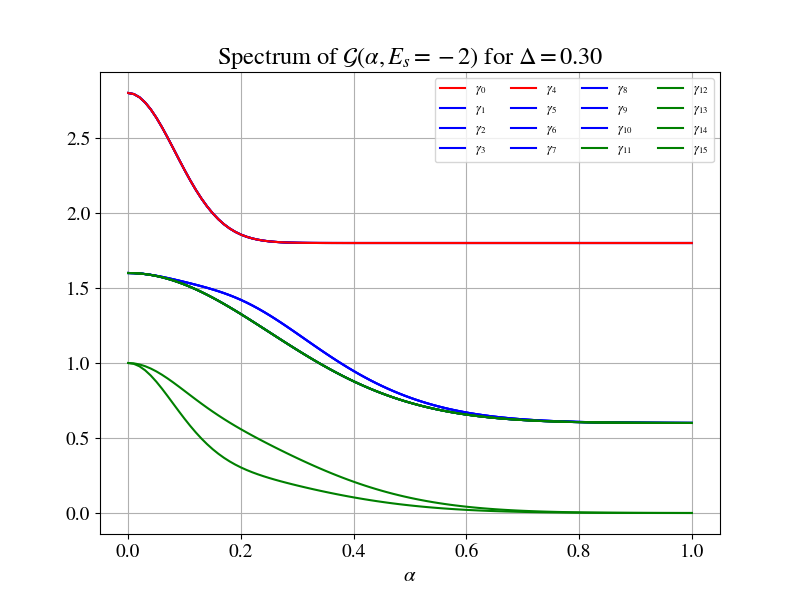 Spectrum of 𝒢(α, E_s = −2) for Δ = 0.30
γ₀ γ₄ γ₈ γ₁₂
γ₁ γ₅ γ₉ γ₁₃
γ₂ γ₆ γ₁₀ γ₁₄
γ₃ γ₇ γ₁₁ γ₁₅
2.5
2.0
1.5
1.0
0.5
0.0
0.0 0.2 0.4 0.6 0.8 1.0
α